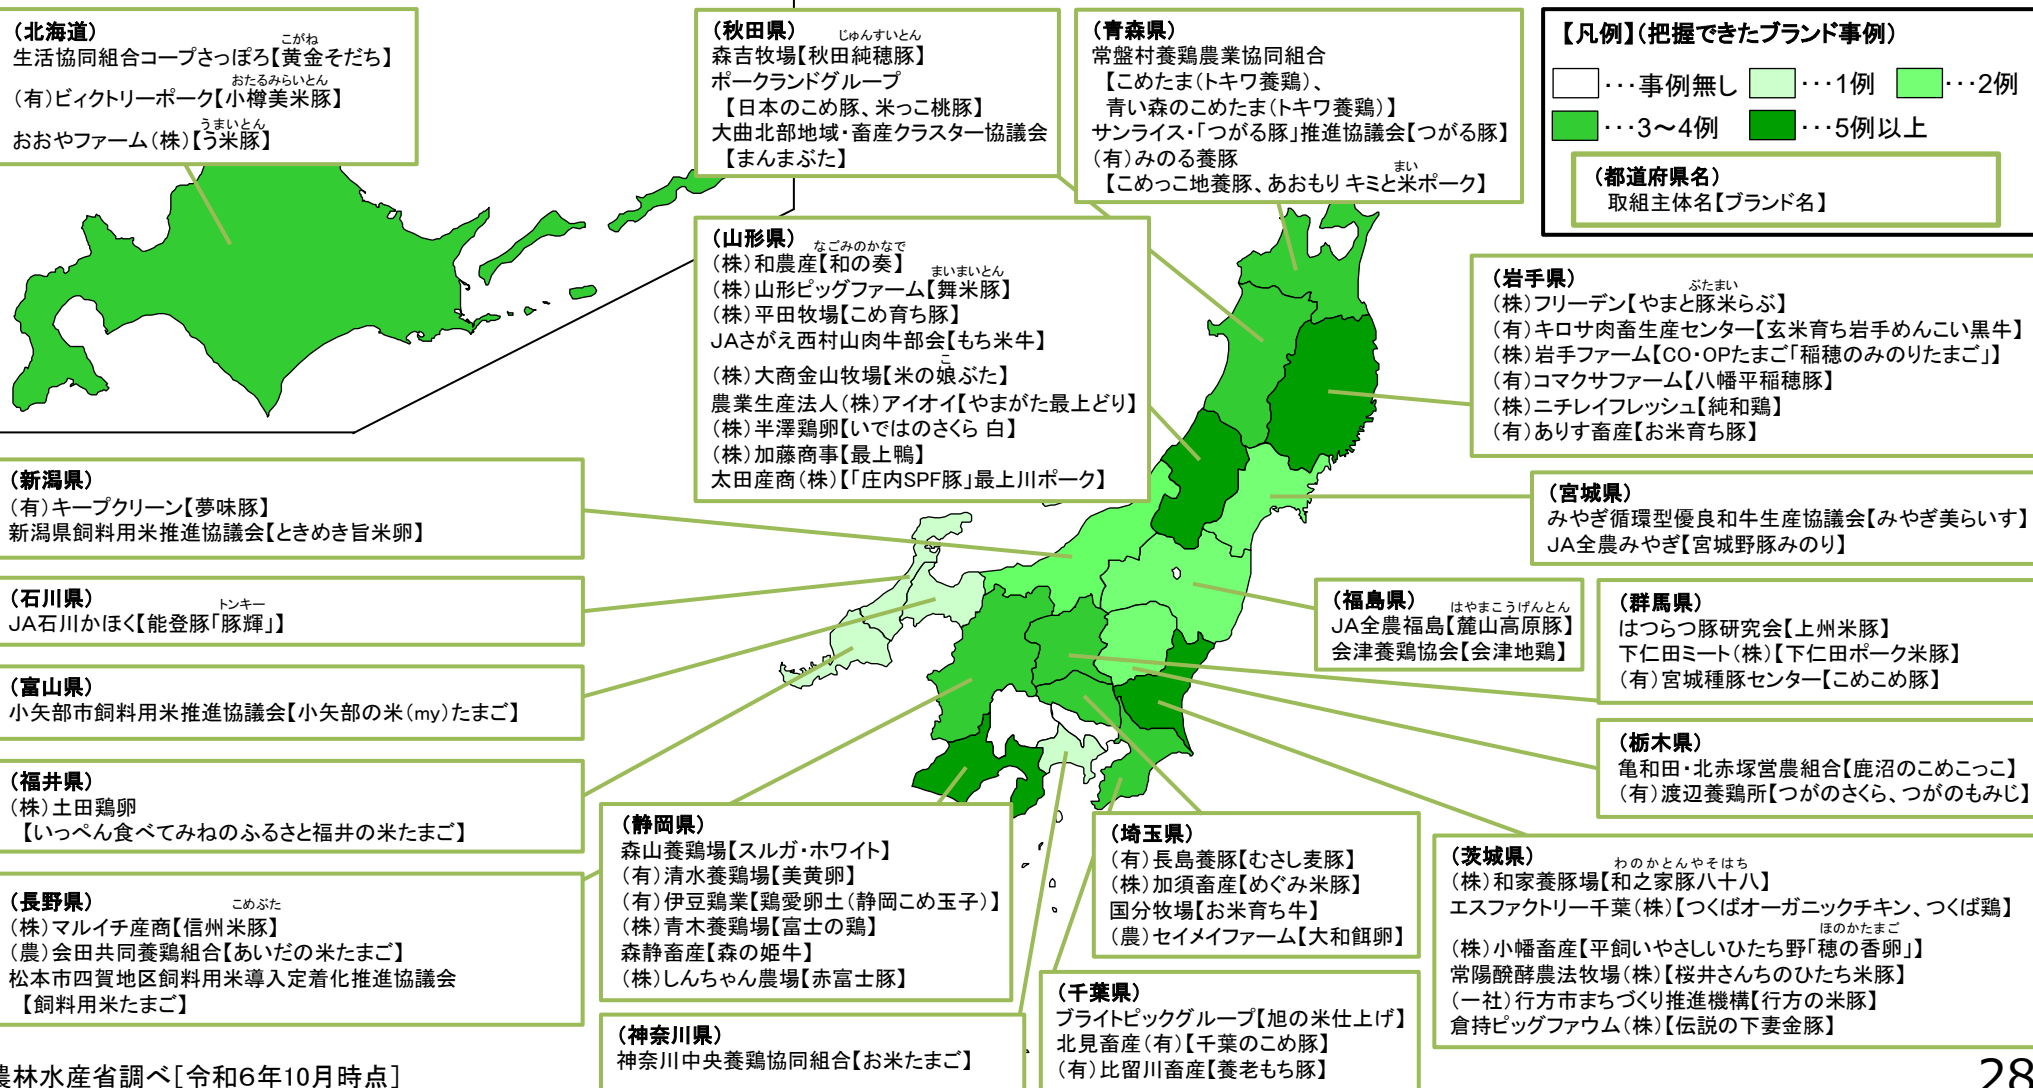 (北海道)
こがね
生活協同組合コープさっぽろ【黄金そだち】
おたるみらいとん
(有)ビィクトリーポーク【小樽美米豚】
うまいとん
おおやファーム(株)【う米豚】
(秋田県)
じゅんすいとん
森吉牧場【秋田純穂豚】
ポークランドグループ
【日本のこめ豚、米っこ桃豚】
大曲北部地域・畜産クラスター協議会
【まんまぶた】
(青森県)
常盤村養鶏農業協同組合
【こめたま(トキワ養鶏)、
青い森のこめたま(トキワ養鶏)】
サンライス・「つがる豚」推進協議会【つがる豚】
(有)みのる養豚
まい
【こめっこ地養豚、あおもり キミと米ポーク】
【凡例】(把握できたブランド事例)
…事例無し …1例 …2例
…3~4例 …5例以上
(都道府県名)
取組主体名【ブランド名】
(山形県)
なごみのかなで
(株)和農産【和の奏】
まいまいとん
(株)山形ピッグファーム【舞米豚】
(株)平田牧場【こめ育ち豚】
JAさがえ西村山肉牛部会【もち米牛】
こ
(株)大商金山牧場【米の娘ぶた】
農業生産法人(株)アイオイ【やまがた最上どり】
(株)半澤鶏卵【いではのさくら 白】
(株)加藤商事【最上鴨】
太田産商(株)【「庄内SPF豚」最上川ポーク】
(岩手県)
ぶたまい
(株)フリーデン【やまと豚米らぶ】
(有)キロサ肉畜生産センター【玄米育ち岩手めんこい黒牛】
(株)岩手ファーム【CO・OPたまご「稲穂のみのりたまご」】
(有)コマクサファーム【八幡平稲穂豚】
(株)ニチレイフレッシュ【純和鶏】
(有)ありす畜産【お米育ち豚】
(新潟県)
(有)キープクリーン【夢味豚】
新潟県飼料用米推進協議会【ときめき旨米卵】
(宮城県)
みやぎ循環型優良和牛生産協議会【みやぎ美らいす】
JA全農みやぎ【宮城野豚みのり】
(石川県)
トンキー
JA石川かほく【能登豚「豚輝」】
(福島県)
はやまこうげんとん
JA全農福島【麓山高原豚】
会津養鶏協会【会津地鶏】
(群馬県)
はつらつ豚研究会【上州米豚】
下仁田ミート(株)【下仁田ポーク米豚】
(有)宮城種豚センター【こめこめ豚】
(富山県)
小矢部市飼料用米推進協議会【小矢部の米(my)たまご】
(栃木県)
亀和田・北赤塚営農組合【鹿沼のこめこっこ】
(有)渡辺養鶏所【つがのさくら、つがのもみじ】
(福井県)
(株)土田鶏卵
【いっぺん食べてみねのふるさと福井の米たまご】
(静岡県)
森山養鶏場【スルガ・ホワイト】
(有)清水養鶏場【美黄卵】
(有)伊豆鶏業【鶏愛卵土(静岡こめ玉子)】
(株)青木養鶏場【富士の鶏】
森静畜産【森の姫牛】
(株)しんちゃん農場【赤富士豚】
(埼玉県)
(有)長島養豚【むさし麦豚】
(株)加須畜産【めぐみ米豚】
国分牧場【お米育ち牛】
(農)セイメイファーム【大和餌卵】
(茨城県)
わのかとんやそはち
(株)和家養豚場【和之家豚八十八】
エスファクトリー千葉(株)【つくばオーガニックチキン、つくば鶏】
ほのかたまご
(株)小幡畜産【平飼いやさしいひたち野「穂の香卵」】
常陽醗酵農法牧場(株)【桜井さんちのひたち米豚】
(一社)行方市まちづくり推進機構【行方の米豚】
倉持ピッグファウム(株)【伝説の下妻金豚】
(長野県)
こめぶた
(株)マルイチ産商【信州米豚】
(農)会田共同養鶏組合【あいだの米たまご】
松本市四賀地区飼料用米導入定着化推進協議会
【飼料用米たまご】
(神奈川県)
神奈川中央養鶏協同組合【お米たまご】
(千葉県)
ブライトピックグループ【旭の米仕上げ】
北見畜産(有)【千葉のこめ豚】
(有)比留川畜産【養老もち豚】
農林水産省調べ[令和6年10月時点]
28